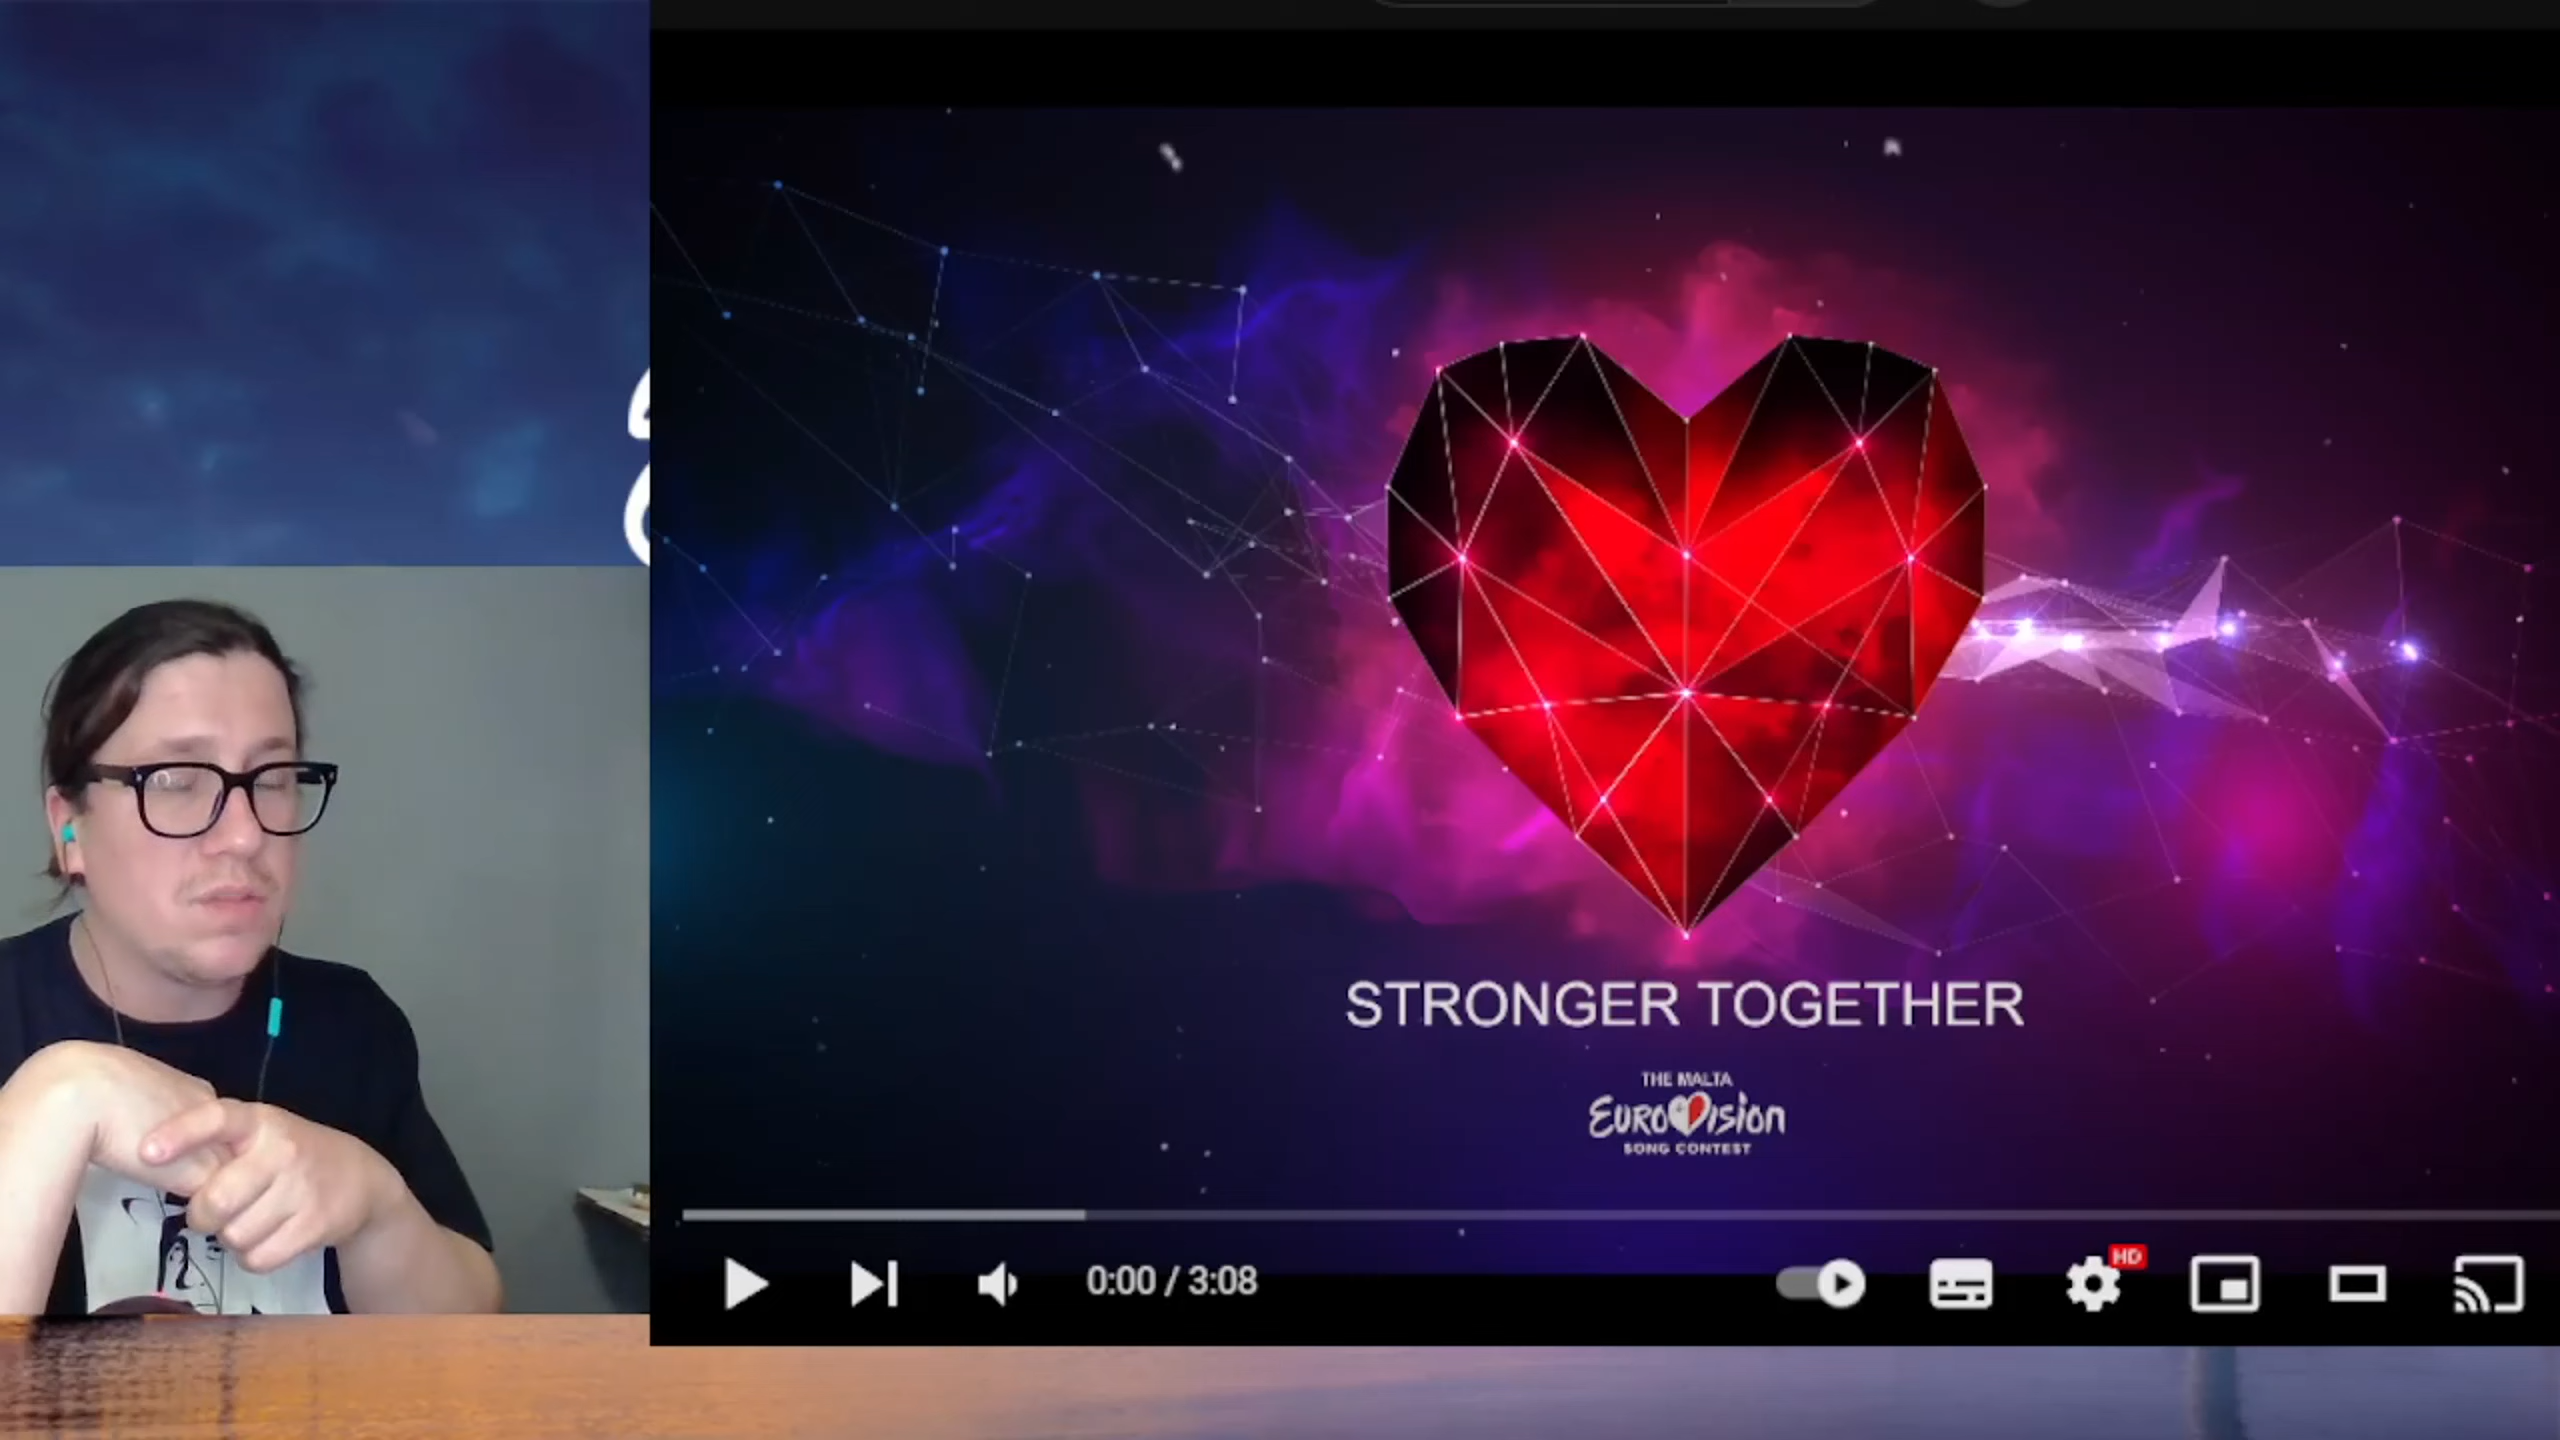 STRONGER TOGETHER
THE MALTA
EUROVISION
SONG CONTEST
0:00 / 3:08
HD